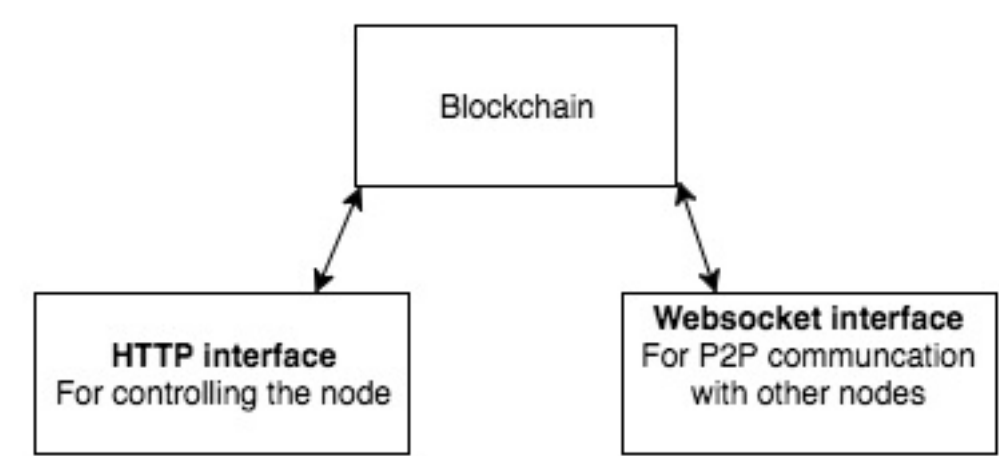 Blockchain
HTTP interface
For controlling the node
Websocket interface
For P2P communcation
with other nodes